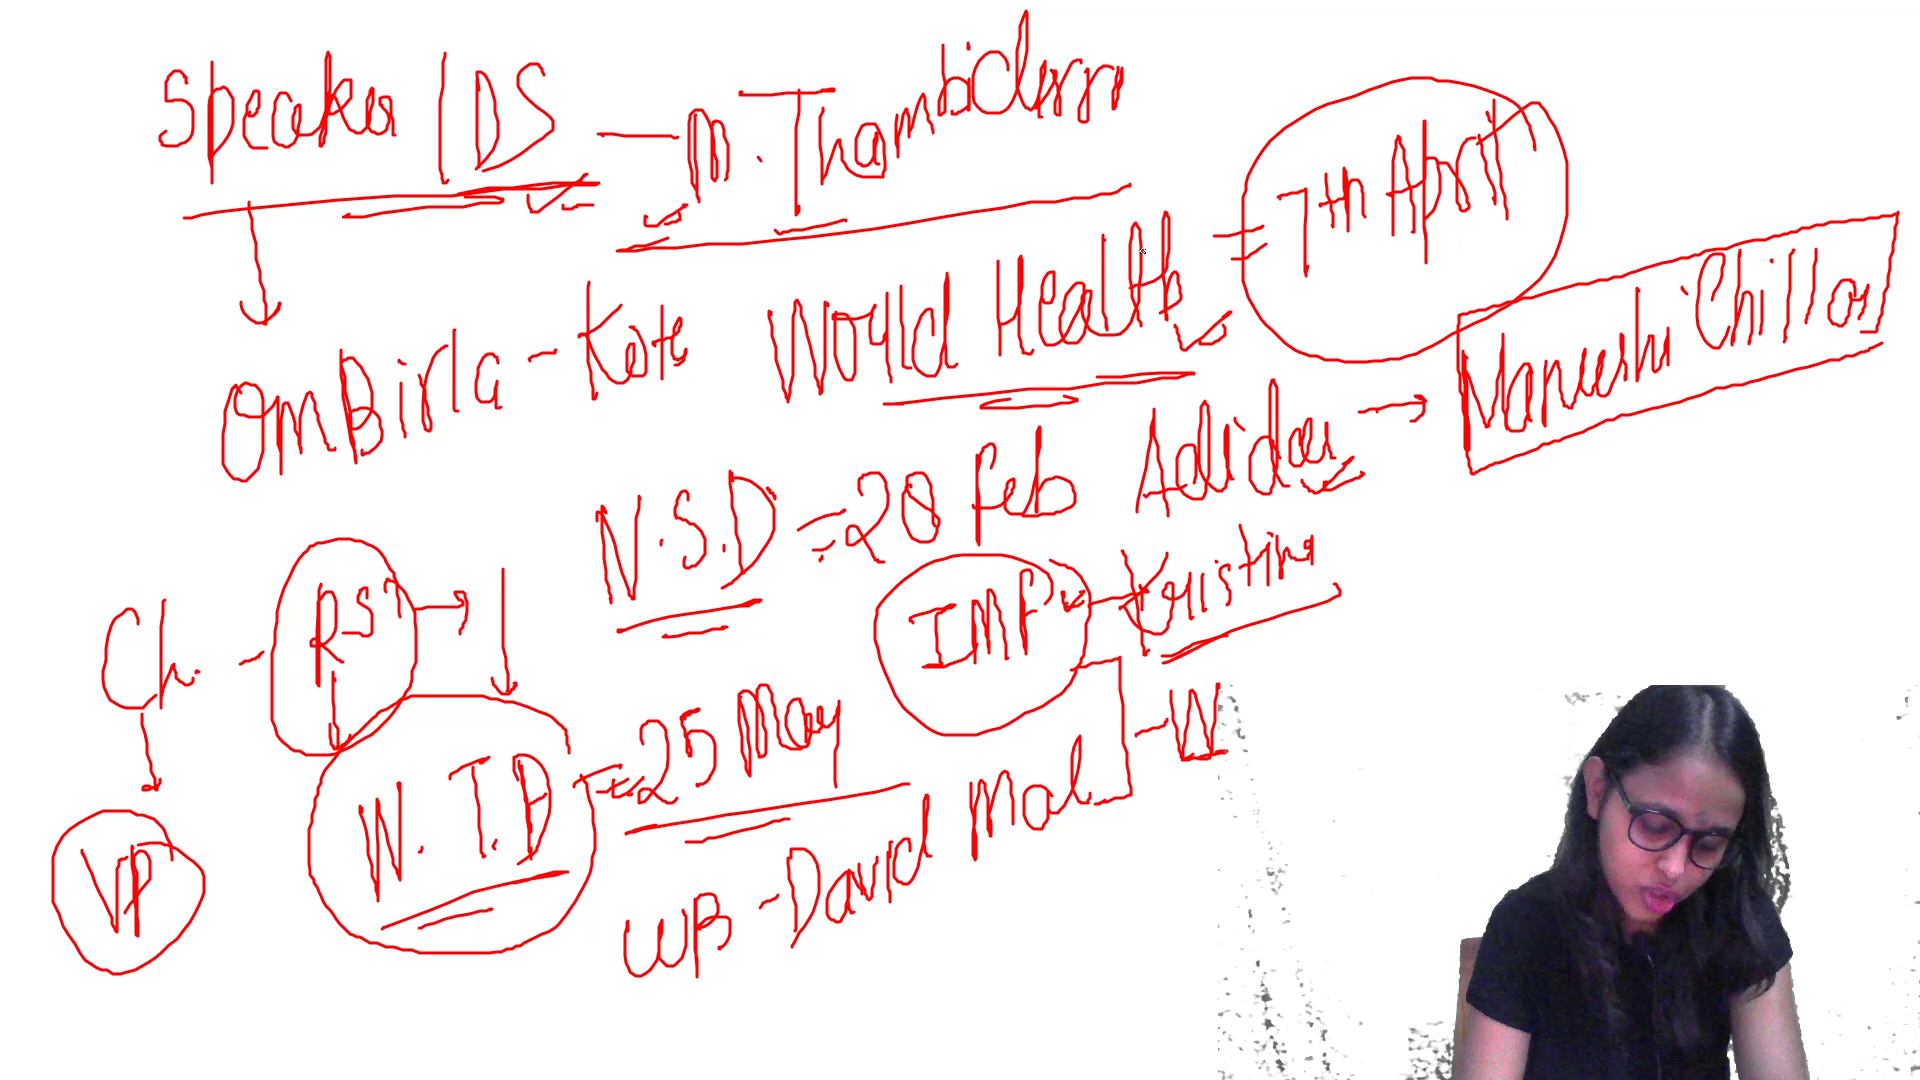 Speaker LDS - M. Thambidurai
Om Birla - Kota
World Health = 7th April
N.S.D = 28 Feb
Adidas → Manushi Chillar
Ch. - RS →
VP
N.T.D = 25 May
IMF - Kristina
WB - David Mal
- W